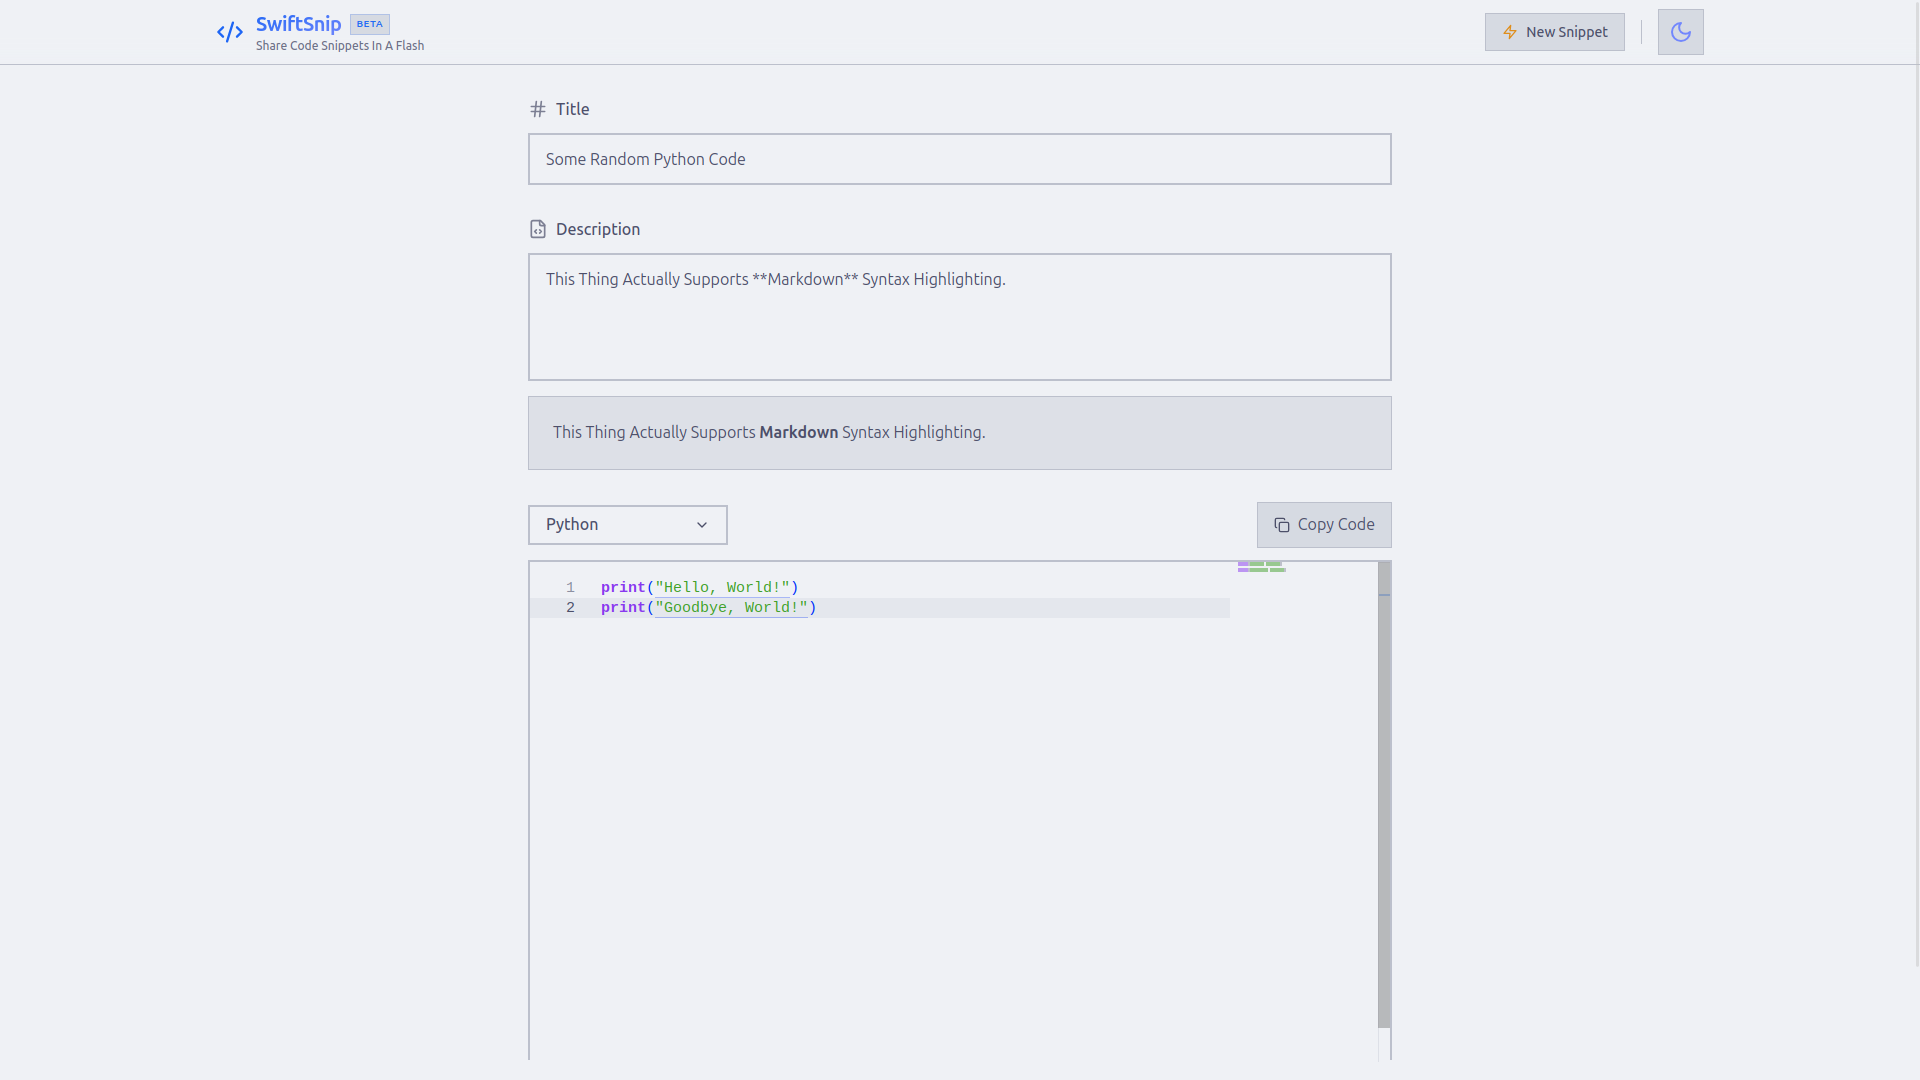 SwiftSnip BETA
Share Code Snippets In A Flash
New Snippet
Title
Some Random Python Code
Description
This Thing Actually Supports **Markdown** Syntax Highlighting.
This Thing Actually Supports Markdown Syntax Highlighting.
Python
Copy Code
1 print("Hello, World!")
2 print("Goodbye, World!")